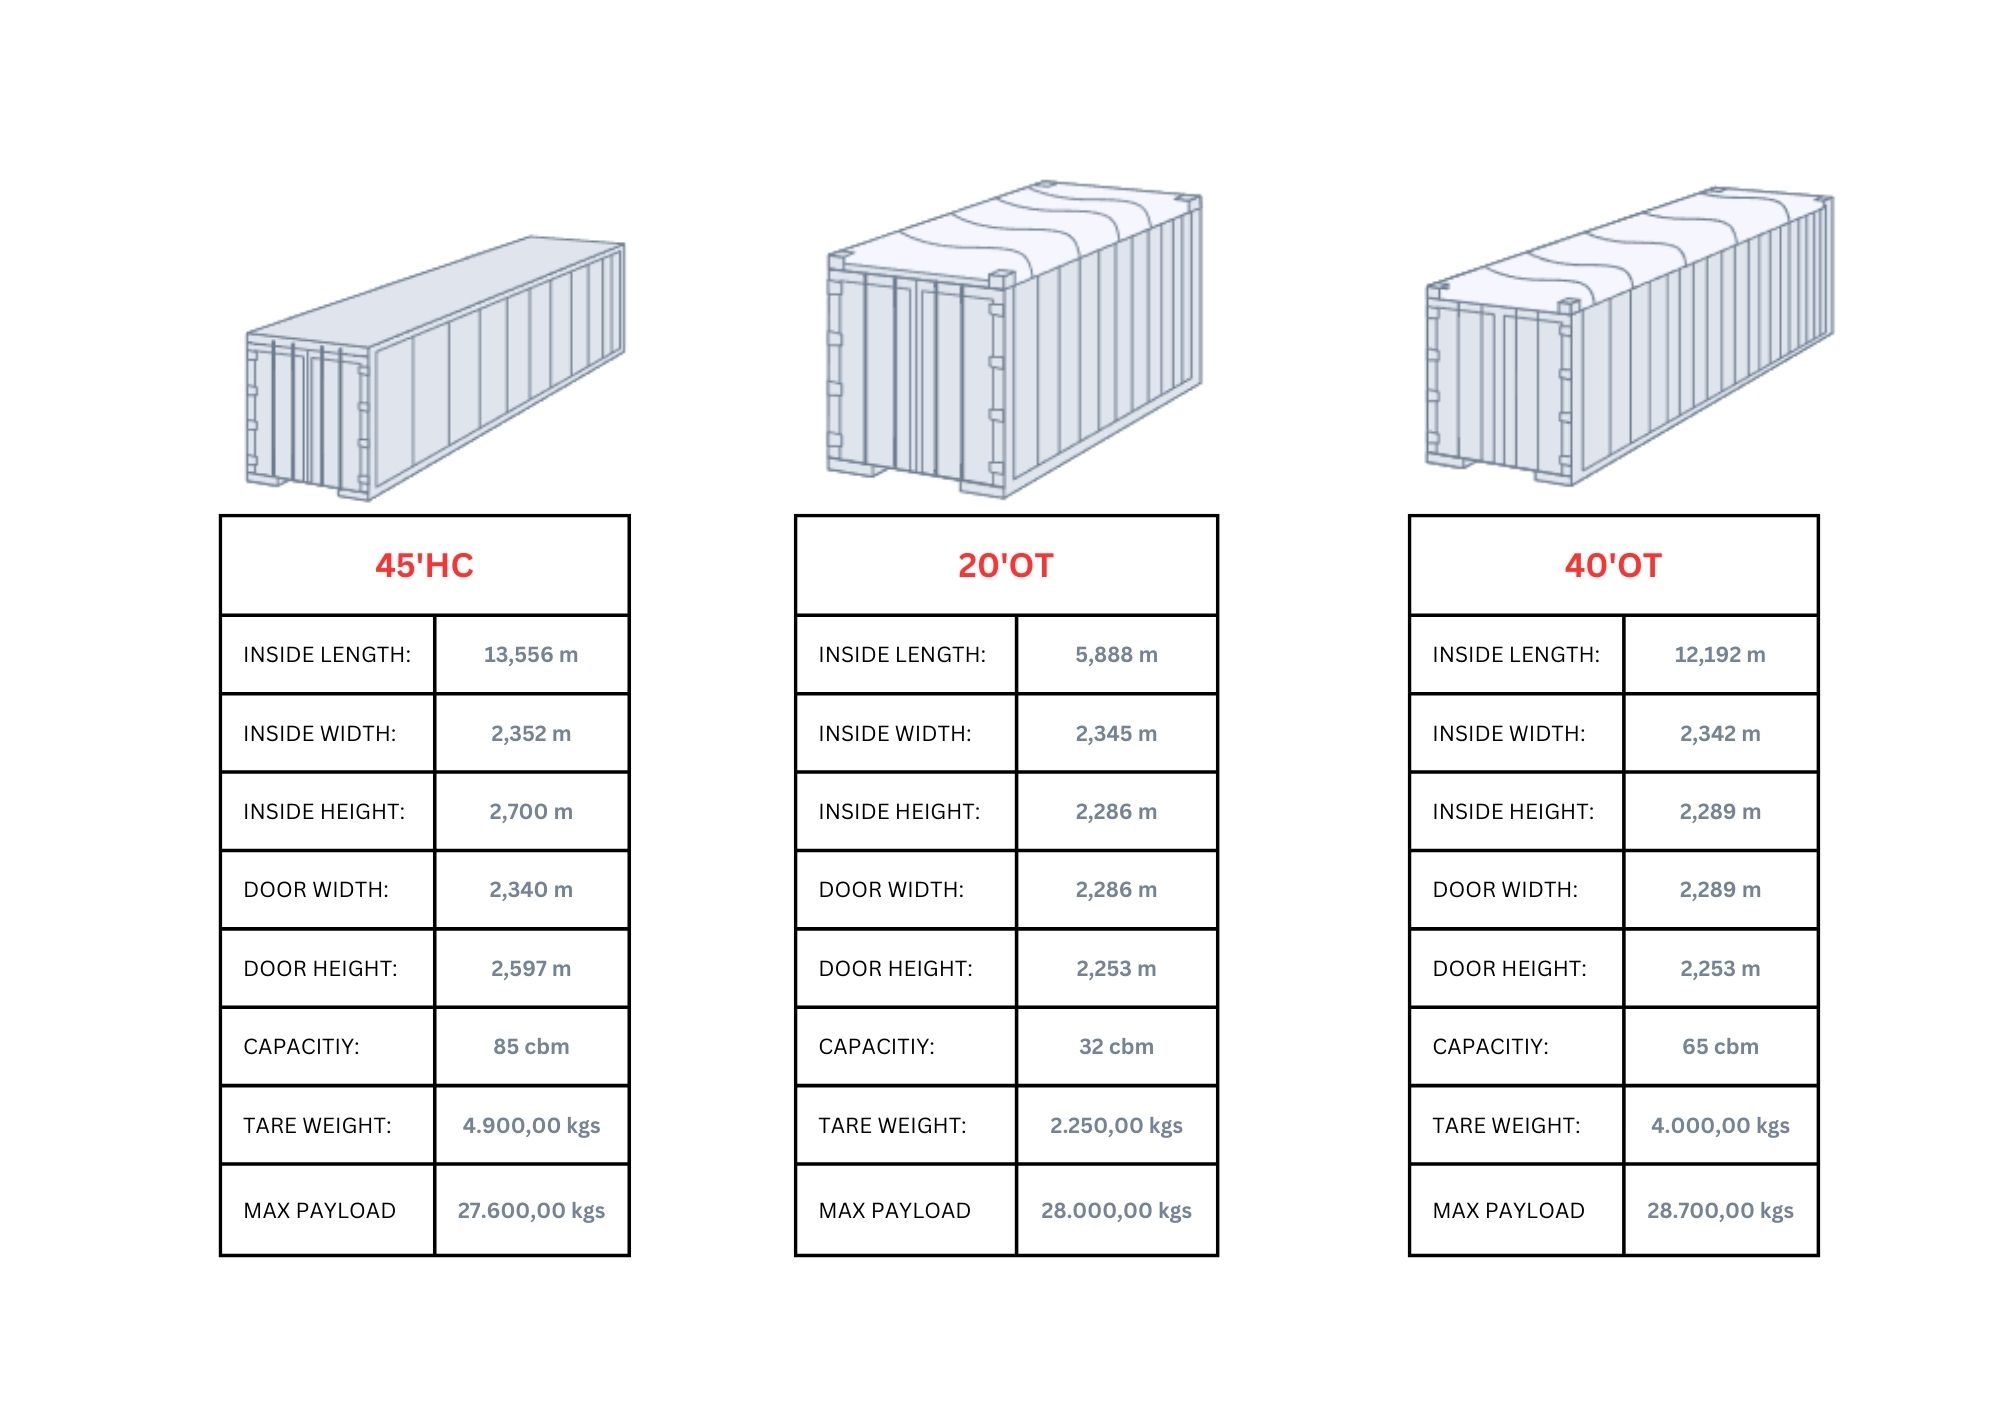 45'HC
INSIDE LENGTH: 13,556 m
INSIDE WIDTH: 2,352 m
INSIDE HEIGHT: 2,700 m
DOOR WIDTH: 2,340 m
DOOR HEIGHT: 2,597 m
CAPACITIY: 85 cbm
TARE WEIGHT: 4.900,00 kgs
MAX PAYLOAD 27.600,00 kgs
20'OT
INSIDE LENGTH: 5,888 m
INSIDE WIDTH: 2,345 m
INSIDE HEIGHT: 2,286 m
DOOR WIDTH: 2,286 m
DOOR HEIGHT: 2,253 m
CAPACITIY: 32 cbm
TARE WEIGHT: 2.250,00 kgs
MAX PAYLOAD 28.000,00 kgs
40'OT
INSIDE LENGTH: 12,192 m
INSIDE WIDTH: 2,342 m
INSIDE HEIGHT: 2,289 m
DOOR WIDTH: 2,289 m
DOOR HEIGHT: 2,253 m
CAPACITIY: 65 cbm
TARE WEIGHT: 4.000,00 kgs
MAX PAYLOAD 28.700,00 kgs